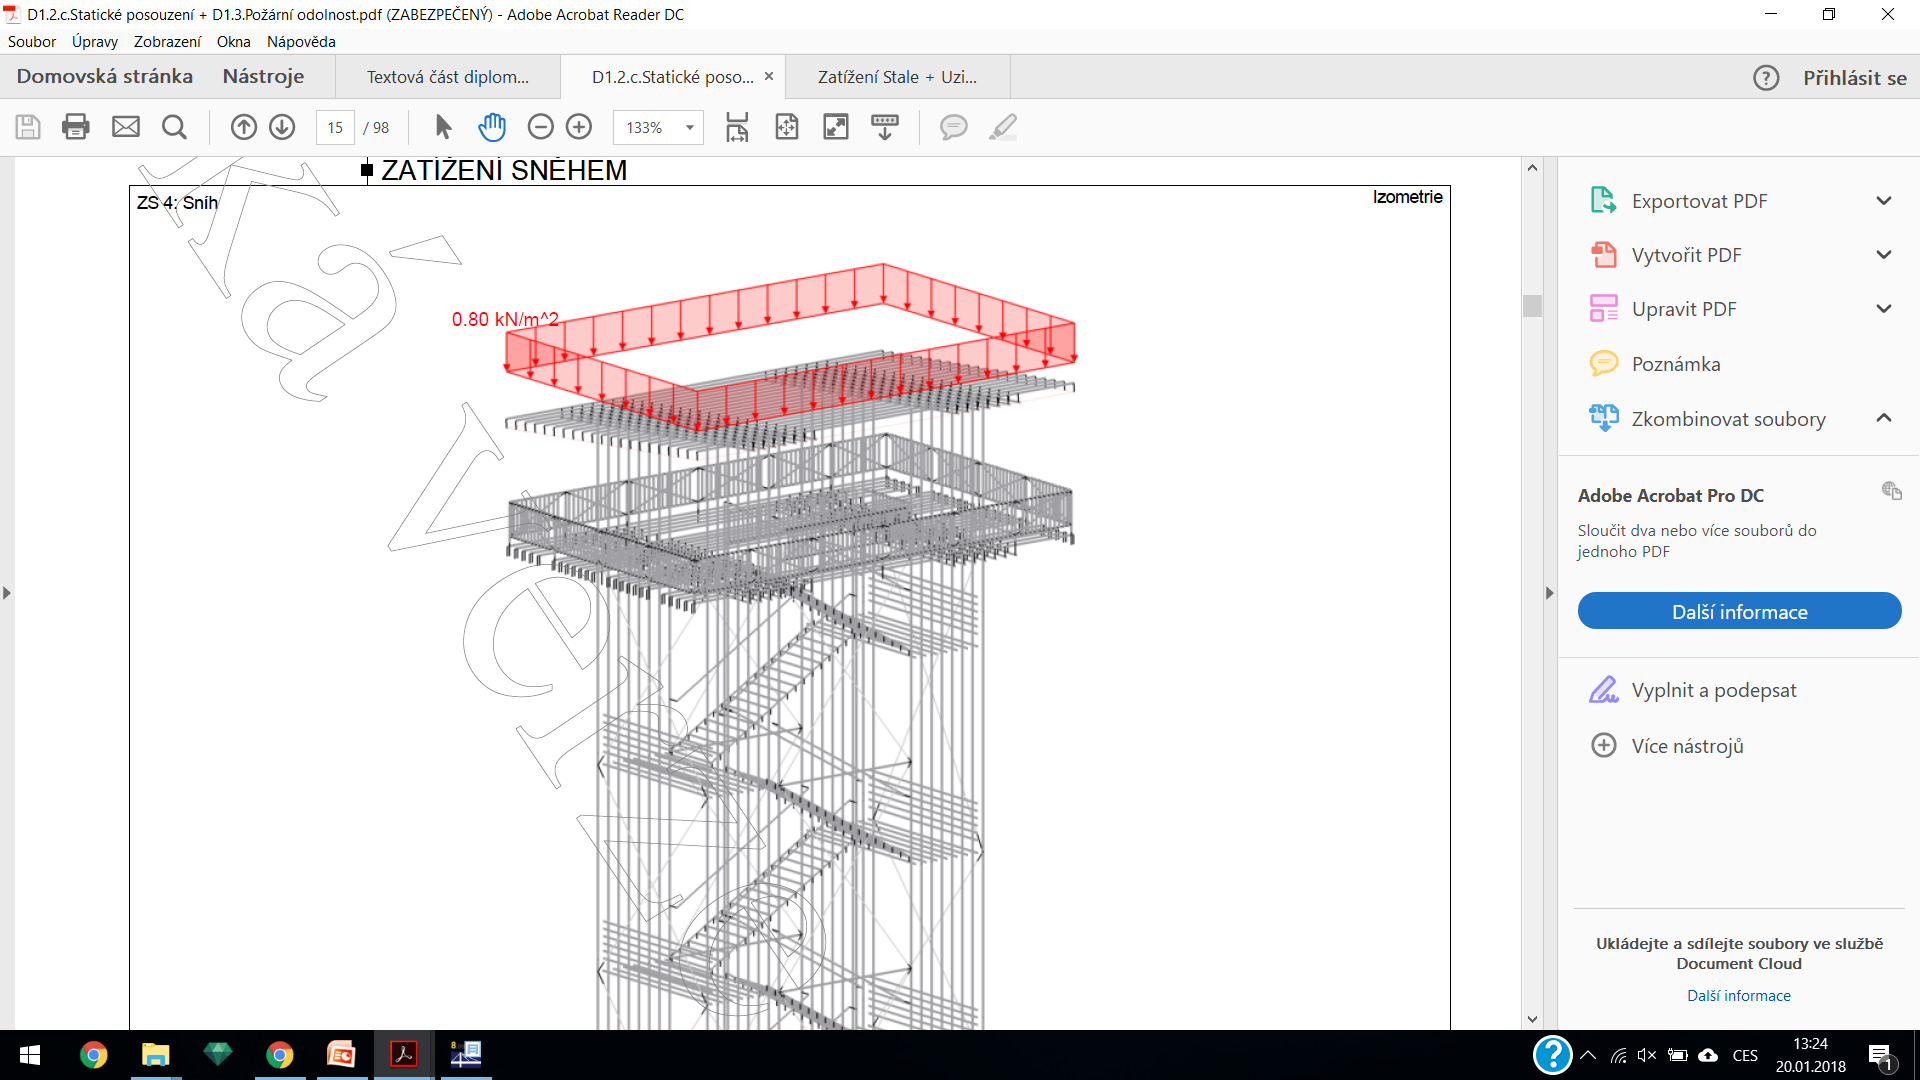 D1.2.c.Statické posouzení + D1.3.Požární odolnost.pdf (ZABEZPEČENÝ) - Adobe Acrobat Reader DC
Soubor Úpravy Zobrazení Okna Nápověda
Domovská stránka Nástroje Textová část diplom... D1.2.c.Statické poso... × Zatížení Stale + Uzi... ? Přihlásit se
15 / 98 133%
ZATÍŽENÍ SNĚHEM
ZS 4: Sníh
Izometrie
0.80 kN/m^2
Exportovat PDF
Vytvořit PDF
Upravit PDF
Poznámka
Zkombinovat soubory
Adobe Acrobat Pro DC
Sloučit dva nebo více souborů do
jednoho PDF
Další informace
Vyplnit a podepsat
Více nástrojů
Ukládejte a sdílejte soubory ve službě
Document Cloud
Další informace
CES
13:24
20.01.2018
1